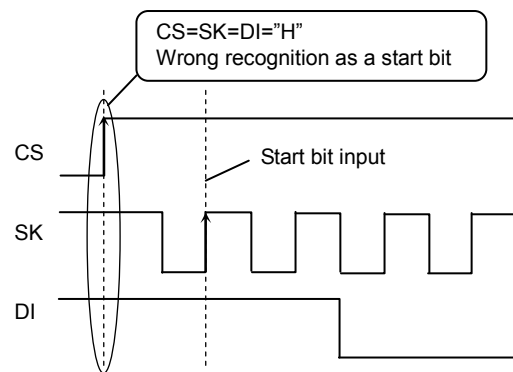 CS=SK=DI=”H”
Wrong recognition as a start bit
CS
Start bit input
SK
DI